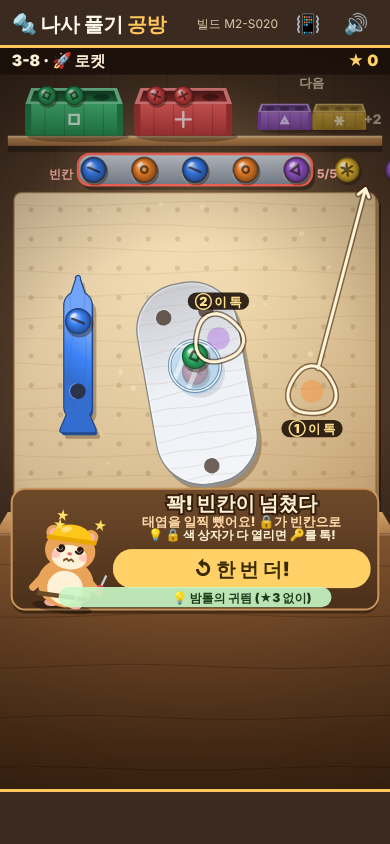 나사 풀기 공방
빌드 M2-S020
3-8 · 🚀 로켓
★ 0
다음
+2
빈칸
5/5
② 이 톡
① 이 톡
꽉! 빈칸이 넘쳤다
태엽을 일찍 뺐어요! 🔒가 빈칸으로
💡 🔒 색 상자가 다 열리면 🔑를 톡!
↺ 한 번 더!
💡 밤톨의 귀띔 (★3 없이)